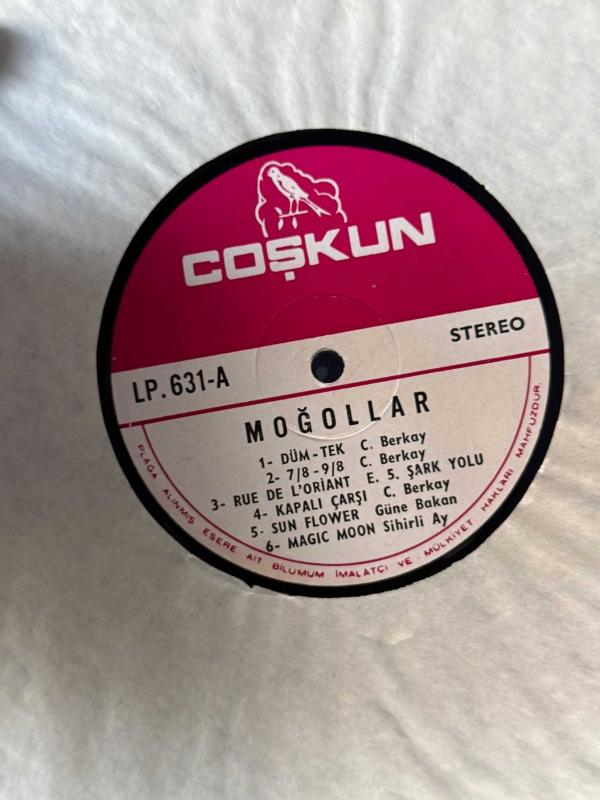 COŞKUN
STEREO
LP. 631-A
MOĞOLLAR
1- DÜM-TEK C. Berkay
2- 7/8-9/8 C. Berkay
3- RUE DE L'ORİANT E. 5. ŞARK YOLU
4- KAPALI ÇARŞI C. Berkay
5- SUN FLOWER Güne Bakan
6- MAGIC MOON Sihirli Ay
PLAĞA ALINMIŞ ESERE AİT BİLUMUM İMALATÇI VE MÜLKİYET HAKLARI MAHFUZDUR.